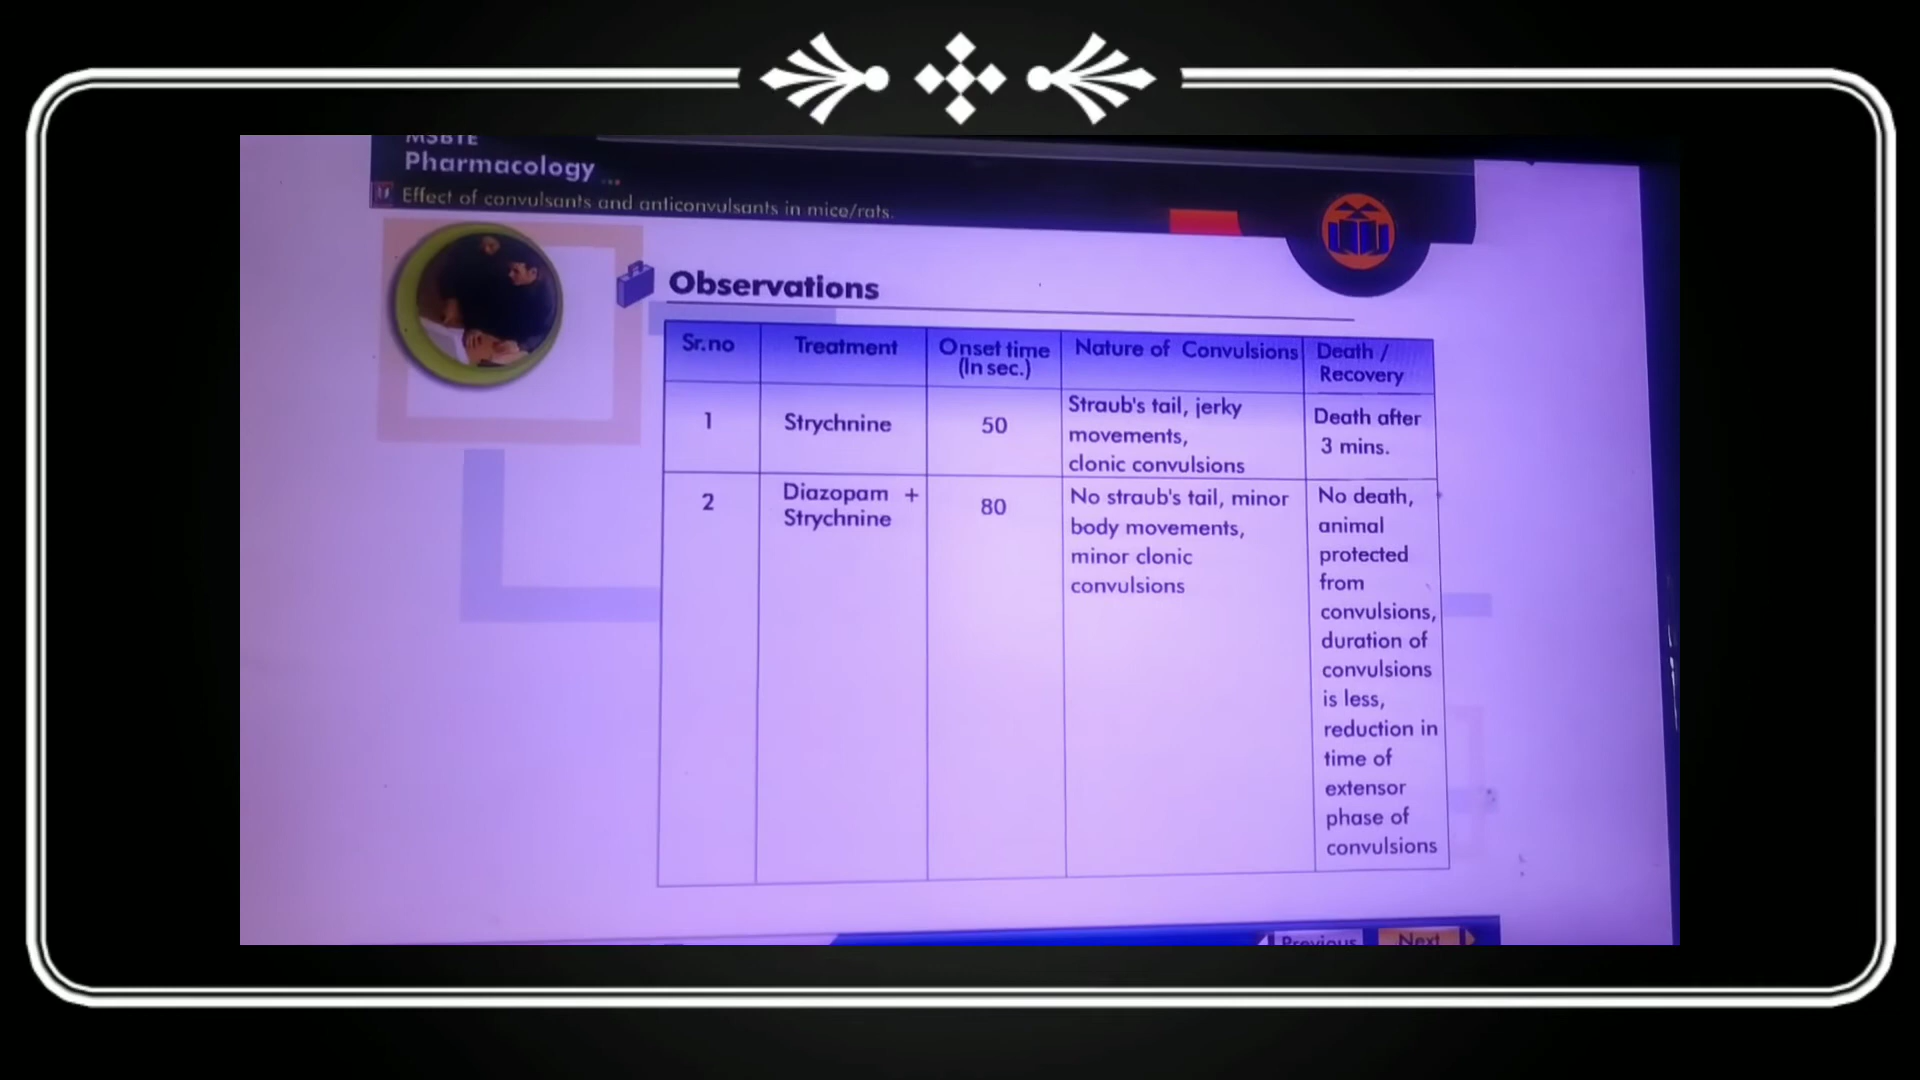 MSBTE
Pharmacology ...
Effect of convulsants and anticonvulsants in mice/rats.
Observations
Sr.no Treatment Onset time (In sec.) Nature of Convulsions Death / Recovery
1 Strychnine 50 Straub's tail, jerky movements, clonic convulsions Death after 3 mins.
2 Diazopam + Strychnine 80 No straub's tail, minor body movements, minor clonic convulsions No death, animal protected from convulsions, duration of convulsions is less, reduction in time of extensor phase of convulsions
Previous Next